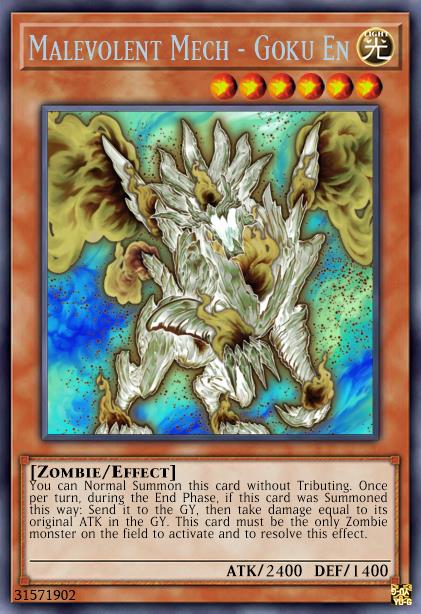 Malevolent Mech - Goku En
LIGHT
光
[Zombie/Effect]
You can Normal Summon this card without Tributing. Once
per turn, during the End Phase, if this card was Summoned
this way: Send it to the GY, then take damage equal to its
original ATK in the GY. This card must be the only Zombie
monster on the field to activate and to resolve this effect.
ATK/2400 DEF/1400
31571902